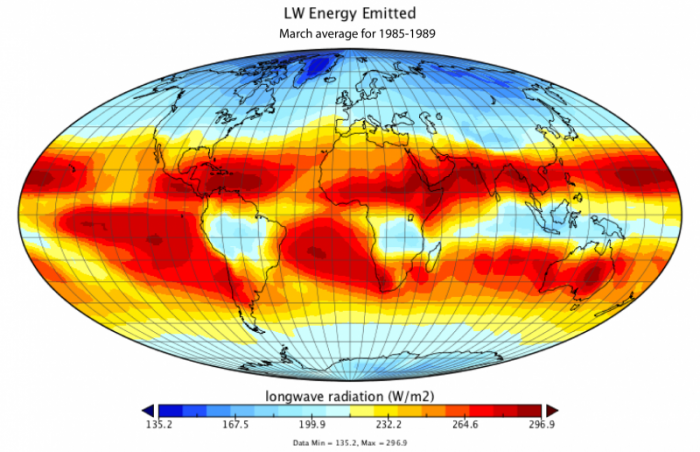 LW Energy Emitted
March average for 1985-1989
longwave radiation (W/m2)
135.2 167.5 199.9 232.2 264.6 296.9
Data Min = 135.2, Max = 296.9